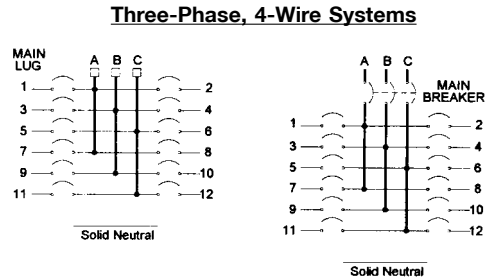 Three-Phase, 4-Wire Systems
MAIN
LUG
A B C
1 2
3 4
5 6
7 8
9 10
11 12
Solid Neutral
A B C
MAIN
BREAKER
1 2
3 4
5 6
7 8
9 10
11 12
Solid Neutral